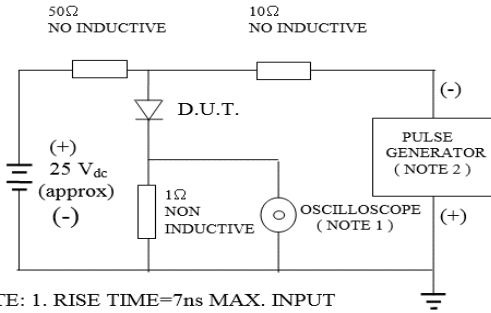 50Ω
NO INDUCTIVE
10Ω
NO INDUCTIVE
(-)
D.U.T.
PULSE
GENERATOR
( NOTE 2 )
(+)
25 Vdc
(approx)
(-)
1Ω
NON
INDUCTIVE
OSCILLOSCOPE
( NOTE 1 )
(+)
TE: 1. RISE TIME=7ns MAX. INPUT